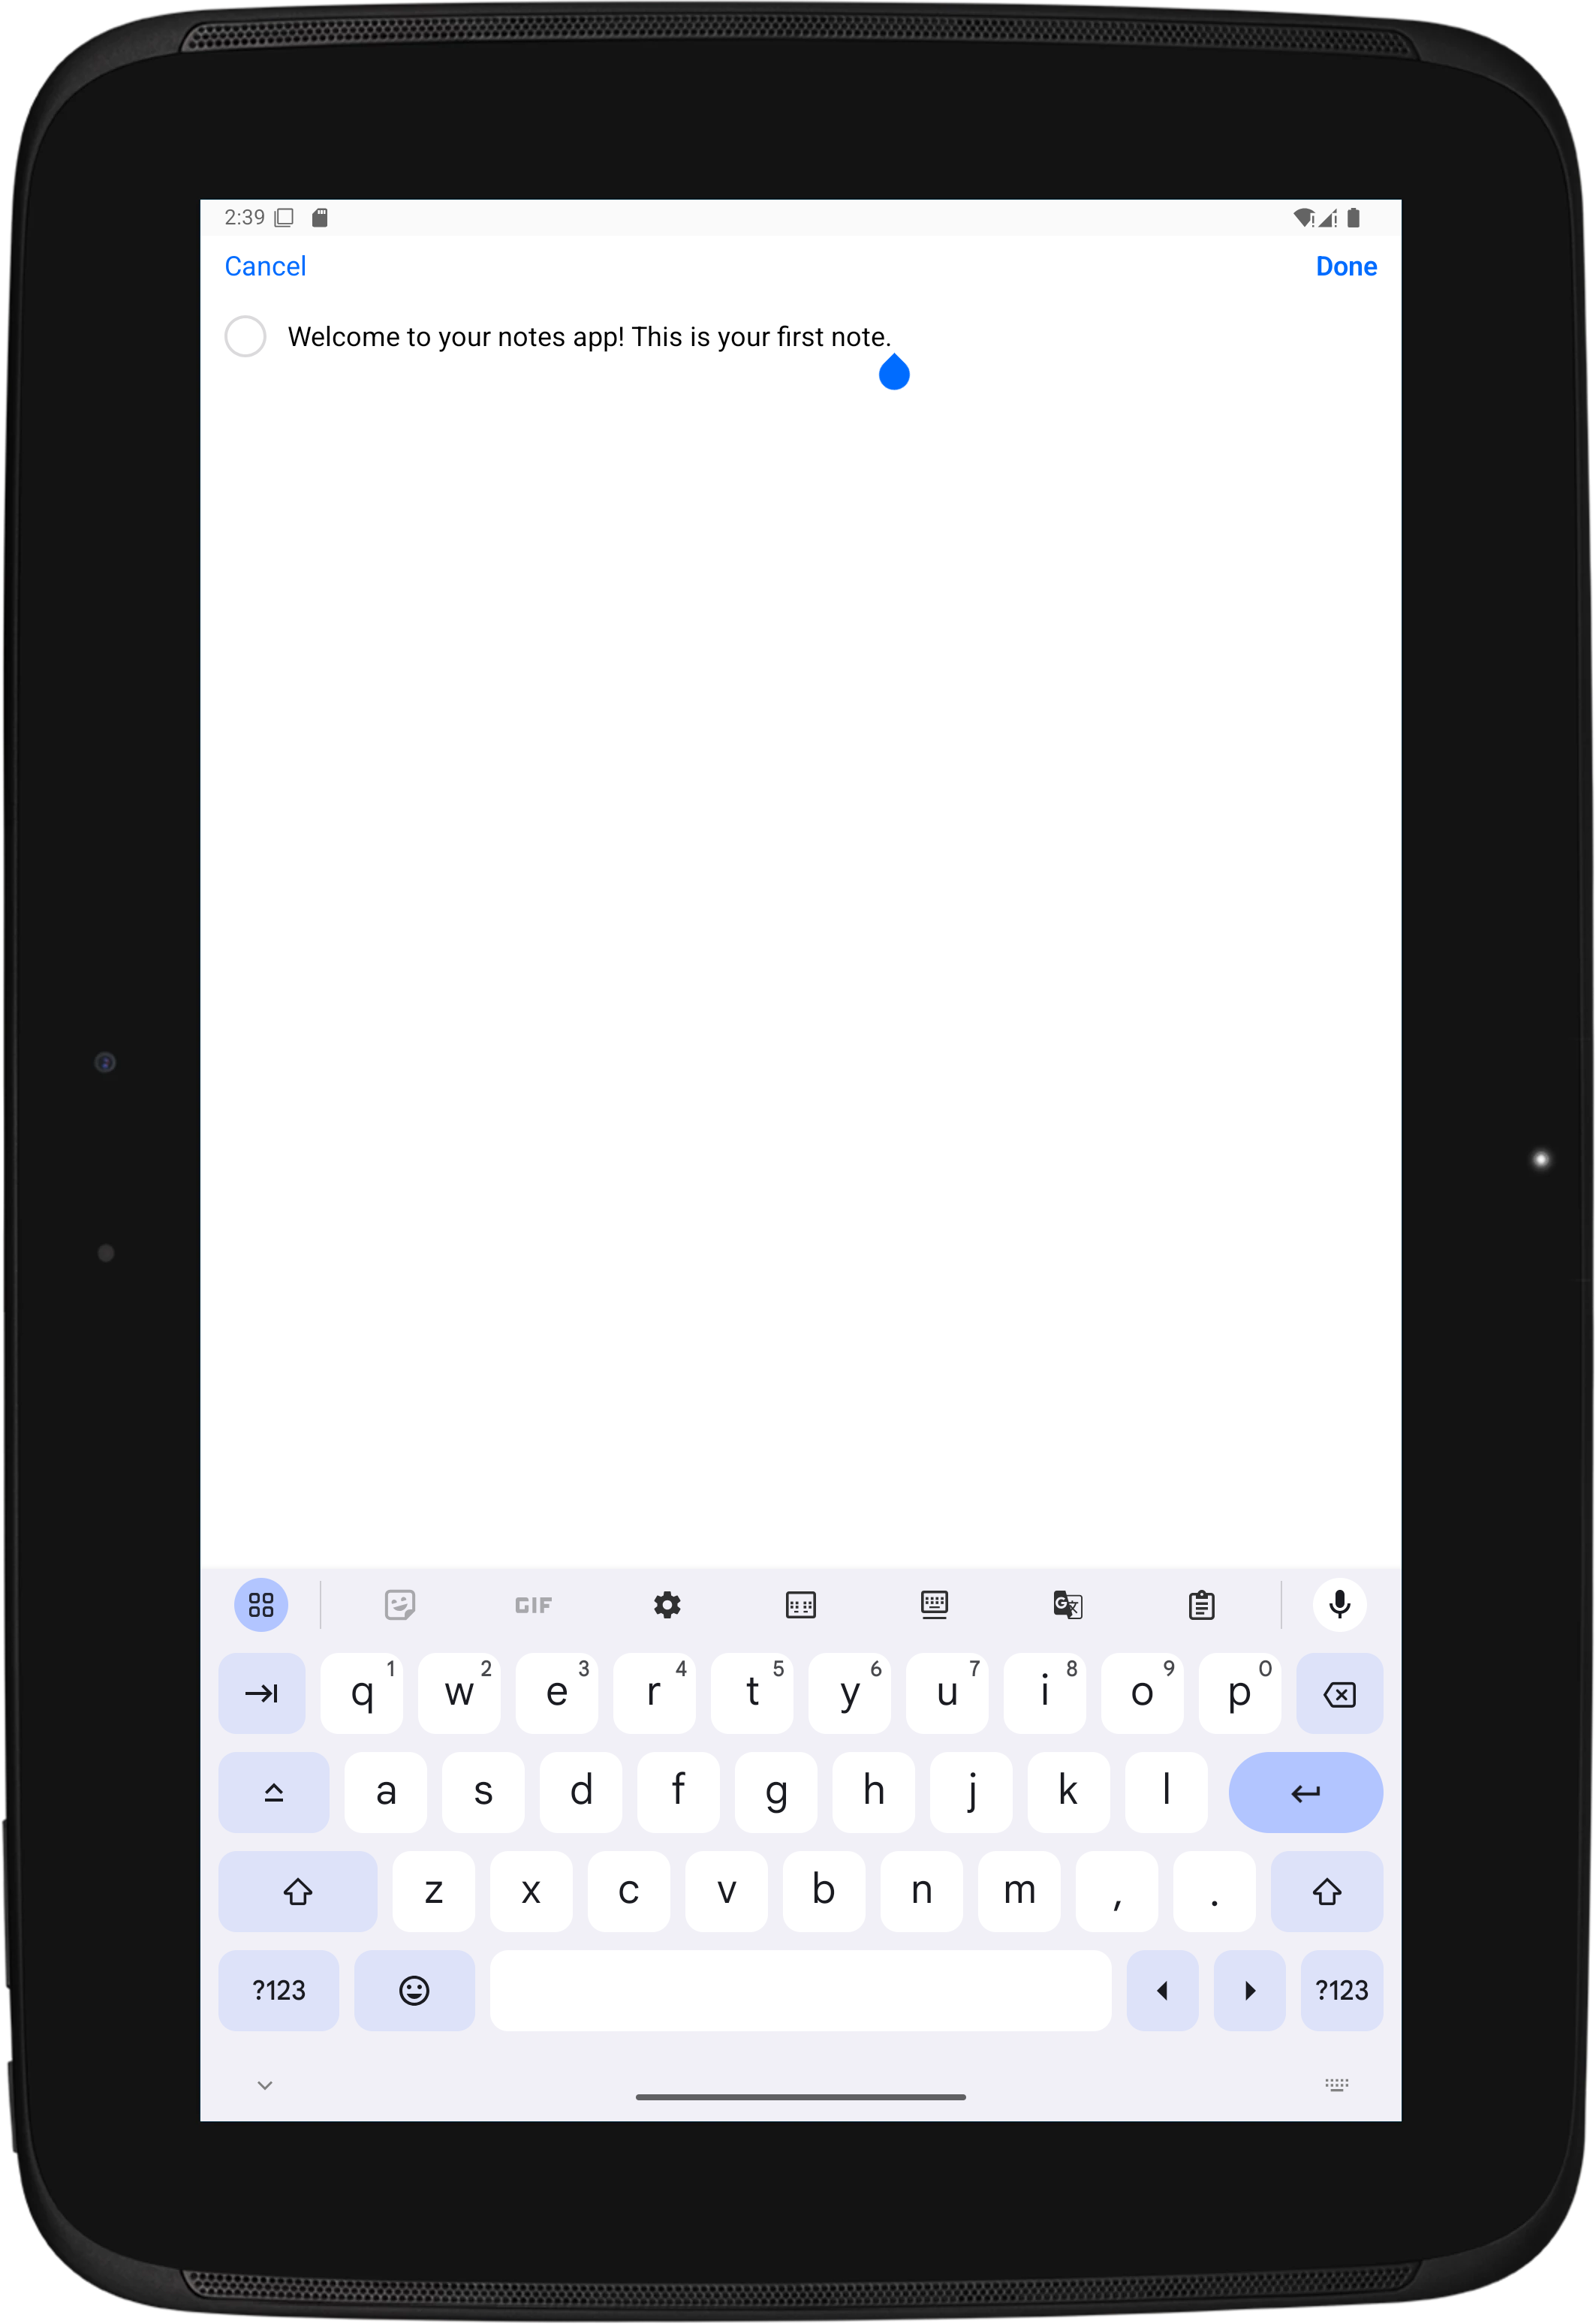 2:39
Cancel Done
Welcome to your notes app! This is your first note.
GIF
q 1 w 2 e 3 r 4 t 5 y 6 u 7 i 8 o 9 p 0
a s d f g h j k l
z x c v b n m , .
?123 ?123